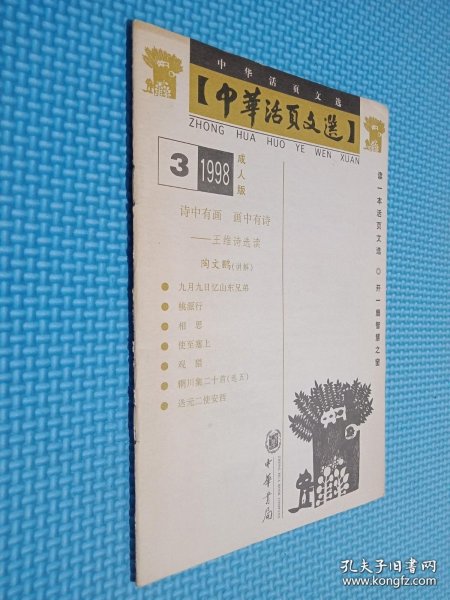 中华活页文选
【中華活页文選】
ZHONG HUA HUO YE WEN XUAN
3
1998
成人版
诗中有画 画中有诗
——王维诗选读
陶文鹏(讲解)
● 九月九日忆山东兄弟
● 桃源行
● 相思
● 使至塞上
● 观猎
● 辋川集二十首(选五)
● 送元二使安西
读一本活页文选 ◎ 开一扇智慧之窗
中華書局
孔夫子旧书网
www.kongfz.com